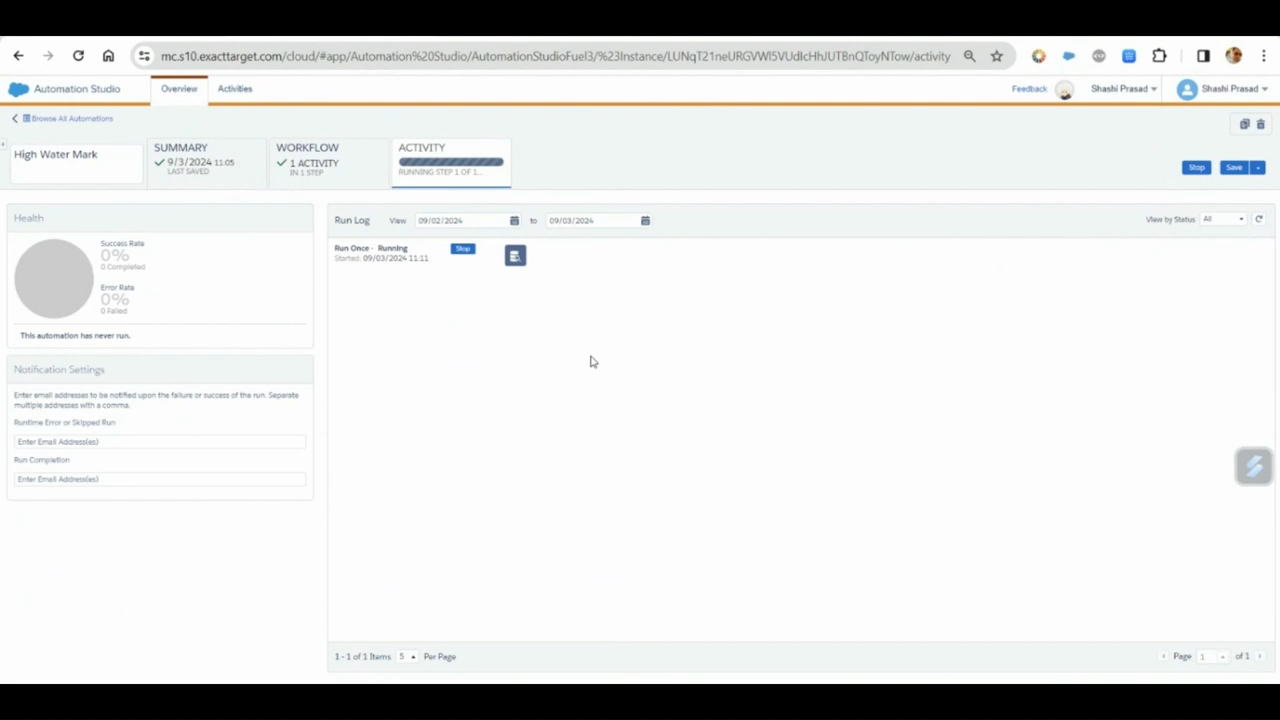 mc.s10.exacttarget.com/cloud/#app/Automation%20Studio/AutomationStudioFuel3/%23Instance/LUNqT21neURGVWl5VUdlcHhJUTBnQToyNTow/activity
Automation Studio
Overview
Activities
Feedback
Shashi Prasad
Shashi Prasad
Browse All Automations
High Water Mark
SUMMARY
9/3/2024 11:05
LAST SAVED
WORKFLOW
1 ACTIVITY
IN 1 STEP
ACTIVITY
RUNNING STEP 1 OF 1...
Stop
Save
Health
Success Rate
0%
0 Completed
Error Rate
0%
0 Failed
This automation has never run.
Notification Settings
Enter email addresses to be notified upon the failure or success of the run. Separate
multiple addresses with a comma.
Runtime Error or Skipped Run
Enter Email Address(es)
Run Completion
Enter Email Address(es)
Run Log View 09/02/2024 to 09/03/2024
View by Status All
Run Once - Running Stop
Started: 09/03/2024 11:11
1 - 1 of 1 Items 5 Per Page
Page 1 of 1